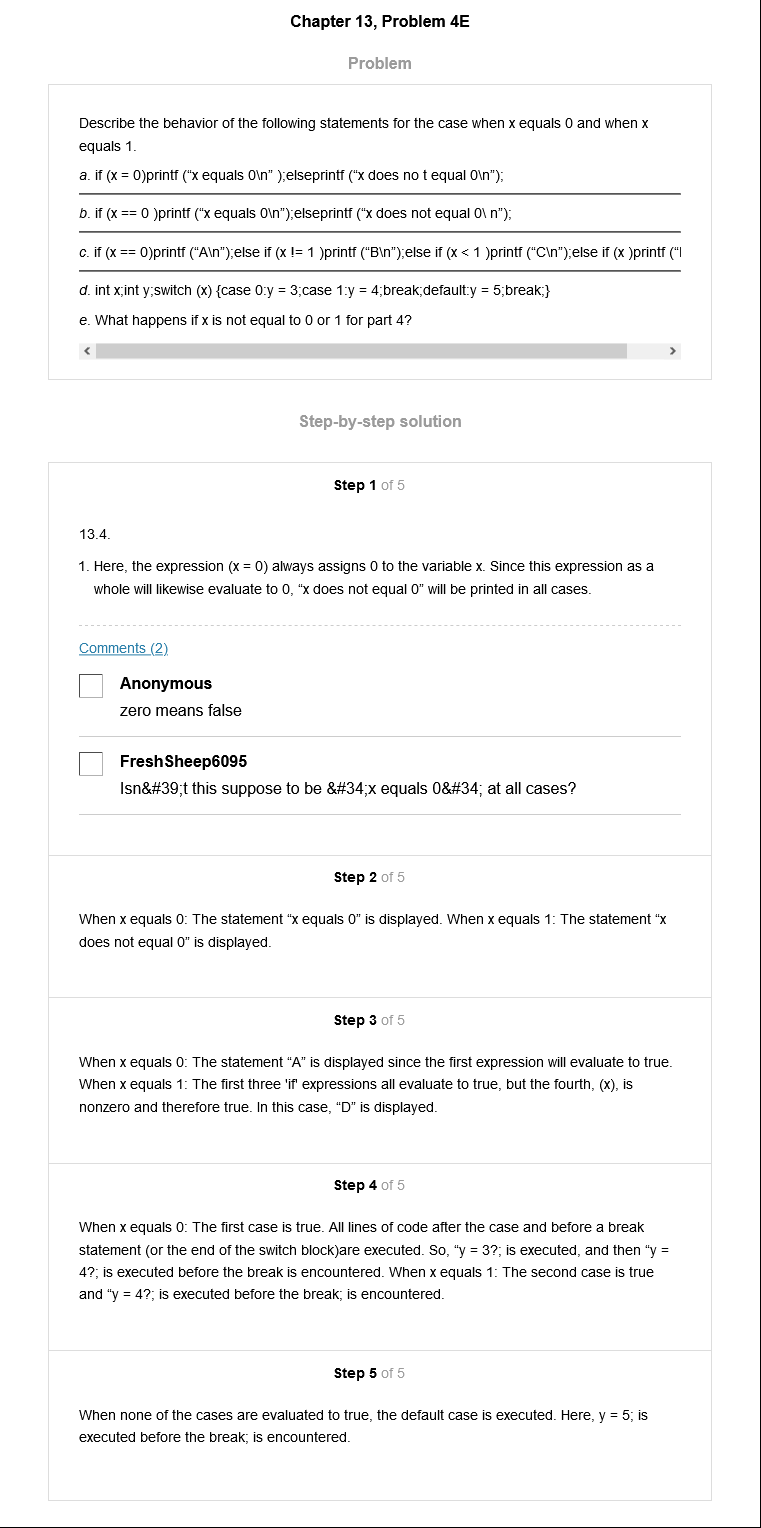 Chapter 13, Problem 4E
Problem
Describe the behavior of the following statements for the case when x equals 0 and when x
equals 1.
a. if (x = 0)printf (“x equals 0\n” );elseprintf (“x does no t equal 0\n”);
b. if (x == 0 )printf (“x equals 0\n”);elseprintf (“x does not equal 0\ n”);
c. if (x == 0)printf (“A\n”);else if (x != 1 )printf (“B\n”);else if (x < 1 )printf (“C\n”);else if (x )printf (“
d. int x;int y;switch (x) {case 0:y = 3;case 1:y = 4;break;default:y = 5;break;}
e. What happens if x is not equal to 0 or 1 for part 4?
Step-by-step solution
Step 1 of 5
13.4.
1. Here, the expression (x = 0) always assigns 0 to the variable x. Since this expression as a
whole will likewise evaluate to 0, “x does not equal 0” will be printed in all cases.
Comments (2)
Anonymous
zero means false
FreshSheep6095
Isn&#39;t this suppose to be &#34;x equals 0&#34; at all cases?
Step 2 of 5
When x equals 0: The statement “x equals 0” is displayed. When x equals 1: The statement “x
does not equal 0” is displayed.
Step 3 of 5
When x equals 0: The statement “A” is displayed since the first expression will evaluate to true.
When x equals 1: The first three 'if' expressions all evaluate to true, but the fourth, (x), is
nonzero and therefore true. In this case, “D” is displayed.
Step 4 of 5
When x equals 0: The first case is true. All lines of code after the case and before a break
statement (or the end of the switch block)are executed. So, “y = 3?; is executed, and then “y =
4?; is executed before the break is encountered. When x equals 1: The second case is true
and “y = 4?; is executed before the break; is encountered.
Step 5 of 5
When none of the cases are evaluated to true, the default case is executed. Here, y = 5; is
executed before the break; is encountered.